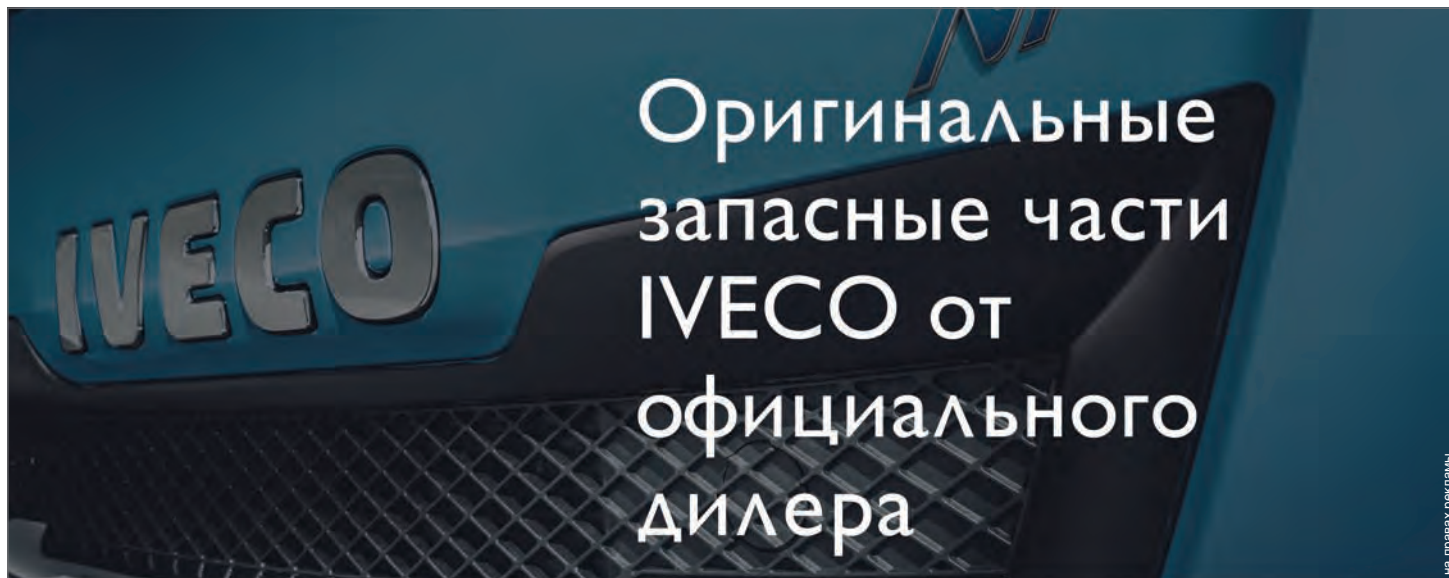 IVECO
Оригинальные
запасные части
IVECO от
официального
дилера
на правах рекламы